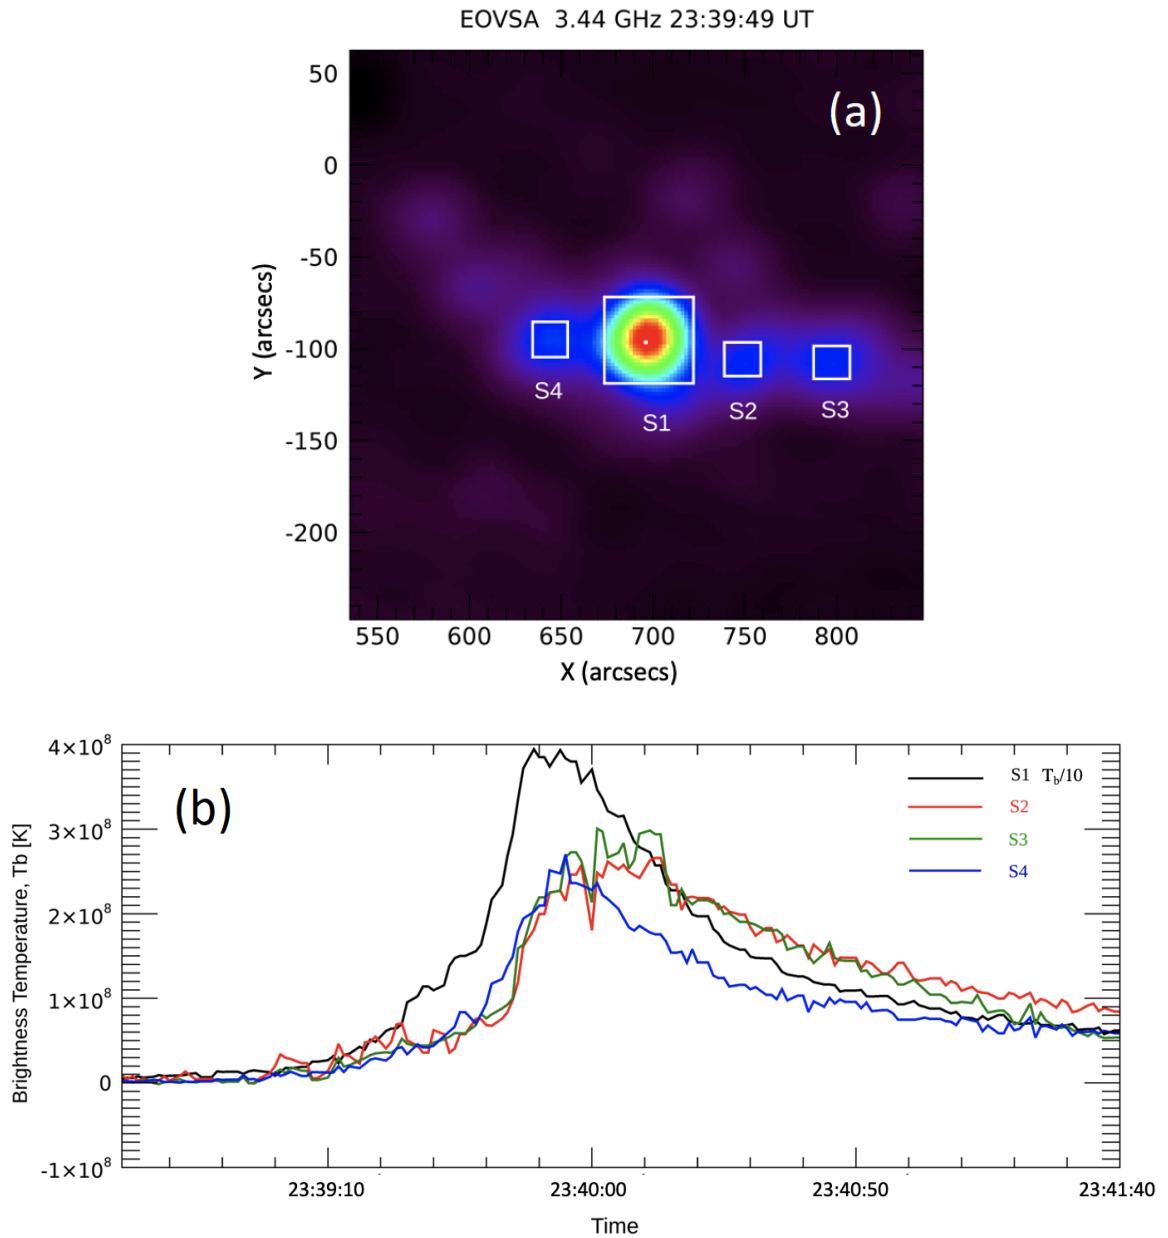 EOVSA 3.44 GHz 23:39:49 UT
(a)
50
0
-50
-100
-150
-200
Y (arcsecs)
S4
S1
S2
S3
550 600 650 700 750 800
X (arcsecs)
(b)
4×10⁸
3×10⁸
2×10⁸
1×10⁸
0
-1×10⁸
Brightness Temperature, Tb [K]
S1 T_b/10
S2
S3
S4
23:39:10 23:40:00 23:40:50 23:41:40
Time